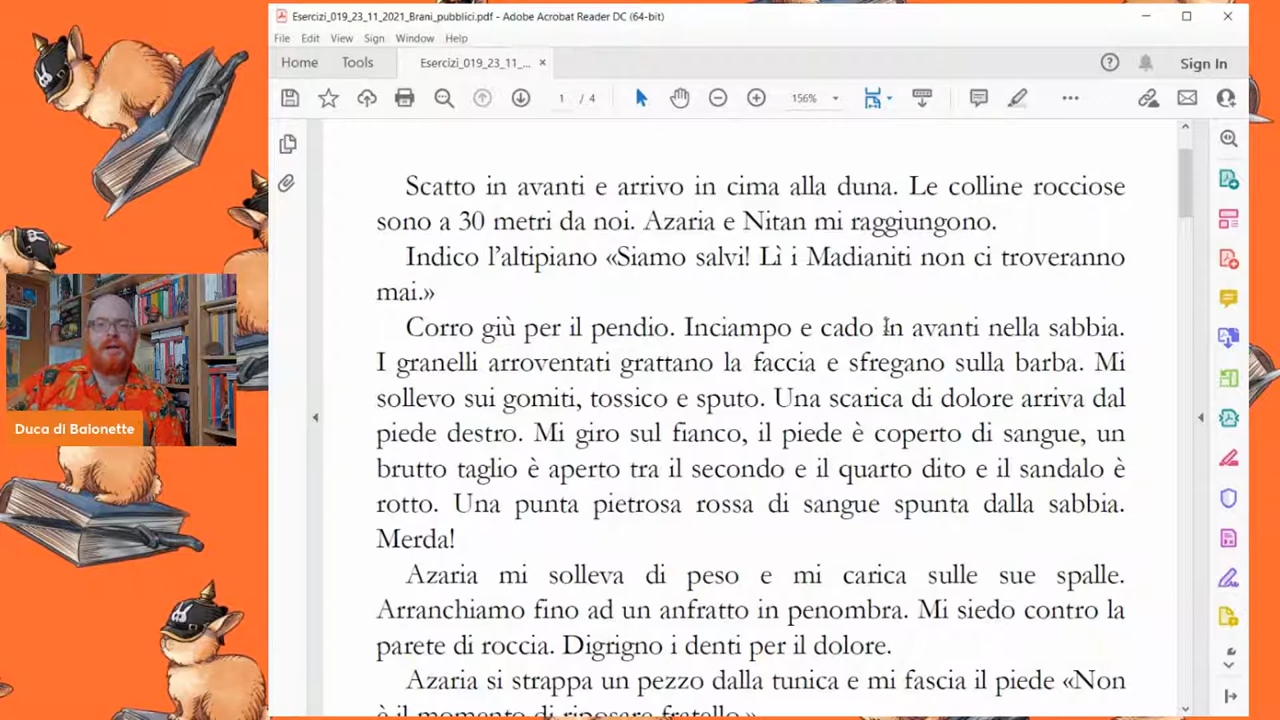 Esercizi_019_23_11_2021_Brani_pubblici.pdf - Adobe Acrobat Reader DC (64-bit)
File Edit View Sign Window Help
Home Tools Esercizi_019_23_11_... × Sign In
1 / 4 156%
Scatto in avanti e arrivo in cima alla duna. Le colline rocciose
sono a 30 metri da noi. Azaria e Nitan mi raggiungono.
Indico l’altipiano «Siamo salvi! Lì i Madianiti non ci troveranno
mai.»
Corro giù per il pendio. Inciampo e cado in avanti nella sabbia.
I granelli arroventati grattano la faccia e sfregano sulla barba. Mi
sollevo sui gomiti, tossico e sputo. Una scarica di dolore arriva dal
piede destro. Mi giro sul fianco, il piede è coperto di sangue, un
brutto taglio è aperto tra il secondo e il quarto dito e il sandalo è
rotto. Una punta pietrosa rossa di sangue spunta dalla sabbia.
Merda!
Azaria mi solleva di peso e mi carica sulle sue spalle.
Arranchiamo fino ad un anfratto in penombra. Mi siedo contro la
parete di roccia. Digrigno i denti per il dolore.
Azaria si strappa un pezzo dalla tunica e mi fascia il piede «Non
è il momento di riposare fratello.»
Duca di Baionette